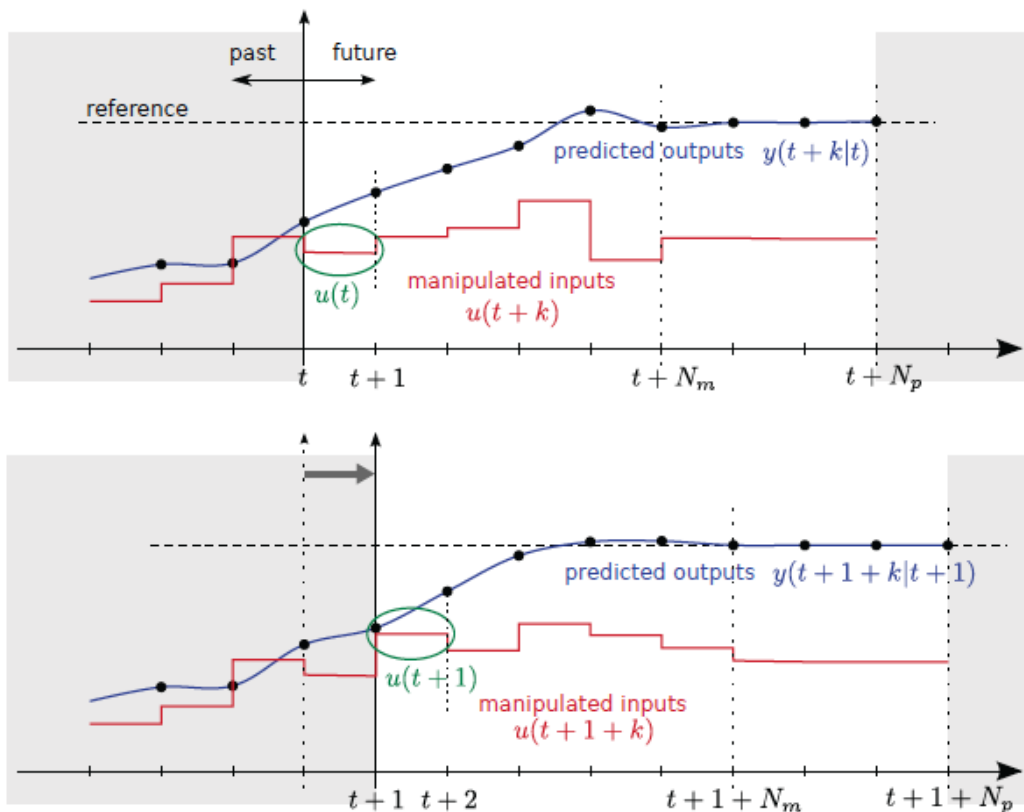 past future
reference
predicted outputs y(t + k|t)
manipulated inputs
u(t)
u(t + k)
t t + 1 t + N_m t + N_p
predicted outputs y(t + 1 + k|t + 1)
u(t + 1)
manipulated inputs
u(t + 1 + k)
t + 1 t + 2 t + 1 + N_m t + 1 + N_p